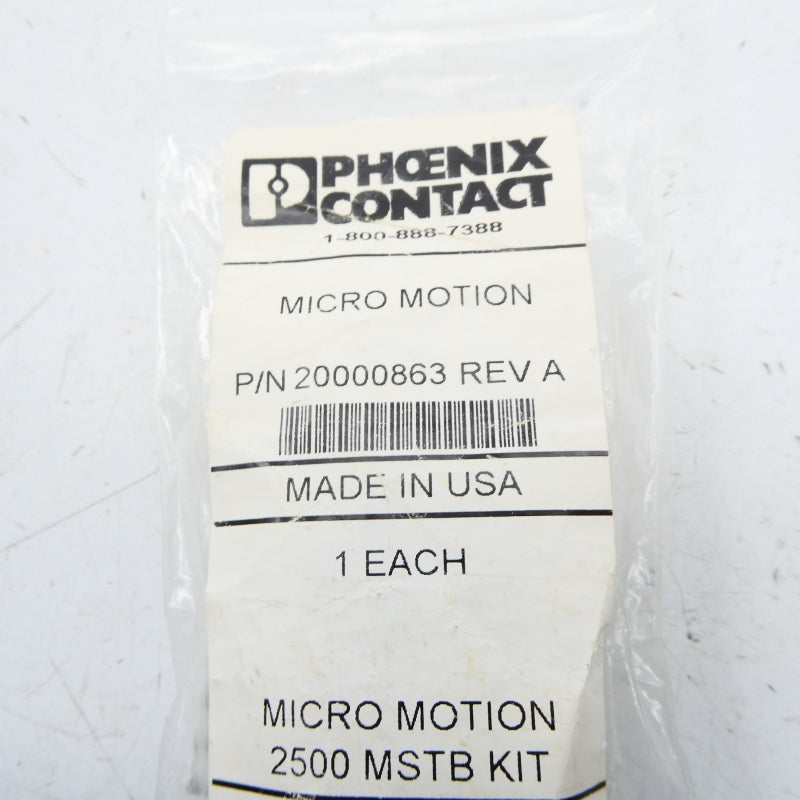 PHŒNIX
CONTACT
1-800-888-7388
MICRO MOTION
P/N 20000863 REV A
MADE IN USA
1 EACH
MICRO MOTION
2500 MSTB KIT